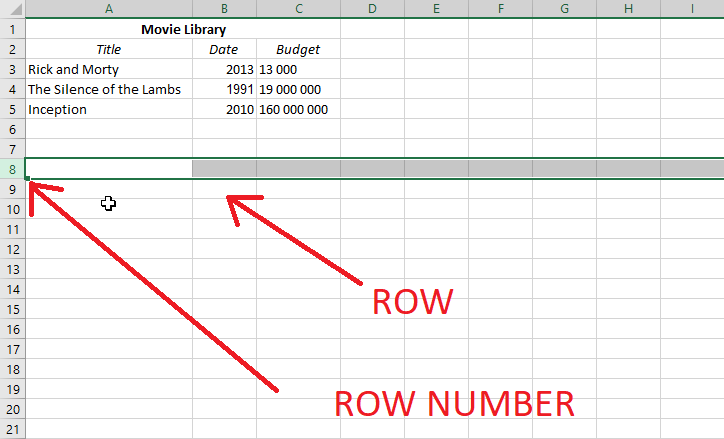 A B C D E F G H I
1 Movie Library
2 Title Date Budget
3 Rick and Morty 2013 13 000
4 The Silence of the Lambs 1991 19 000 000
5 Inception 2010 160 000 000
6
7
8
9
10
11
12
13
14
15
ROW
16
17
18
19
ROW NUMBER
20
21